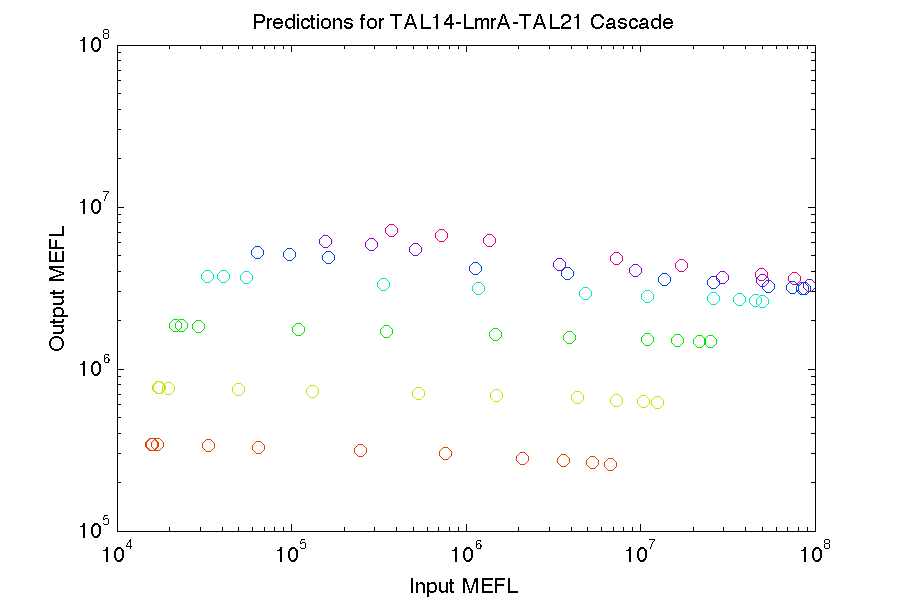 Predictions for TAL14-LmrA-TAL21 Cascade
10^8
10^7
10^6
10^5
Output MEFL
10^4 10^5 10^6 10^7 10^8
Input MEFL